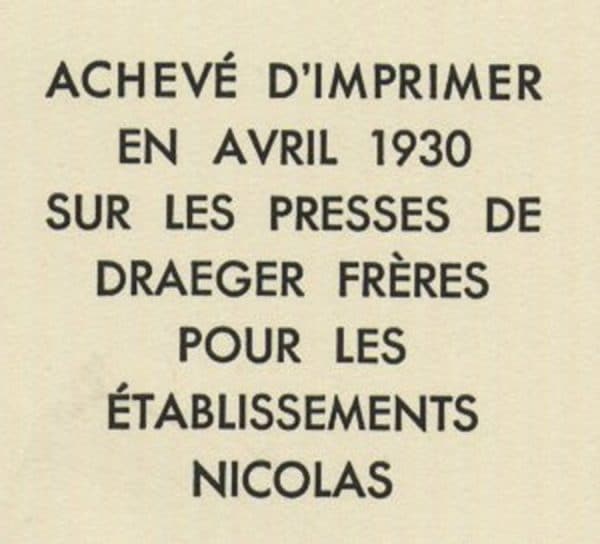 ACHEVÉ D'IMPRIMER
EN AVRIL 1930
SUR LES PRESSES DE
DRAEGER FRÈRES
POUR LES
ÉTABLISSEMENTS
NICOLAS